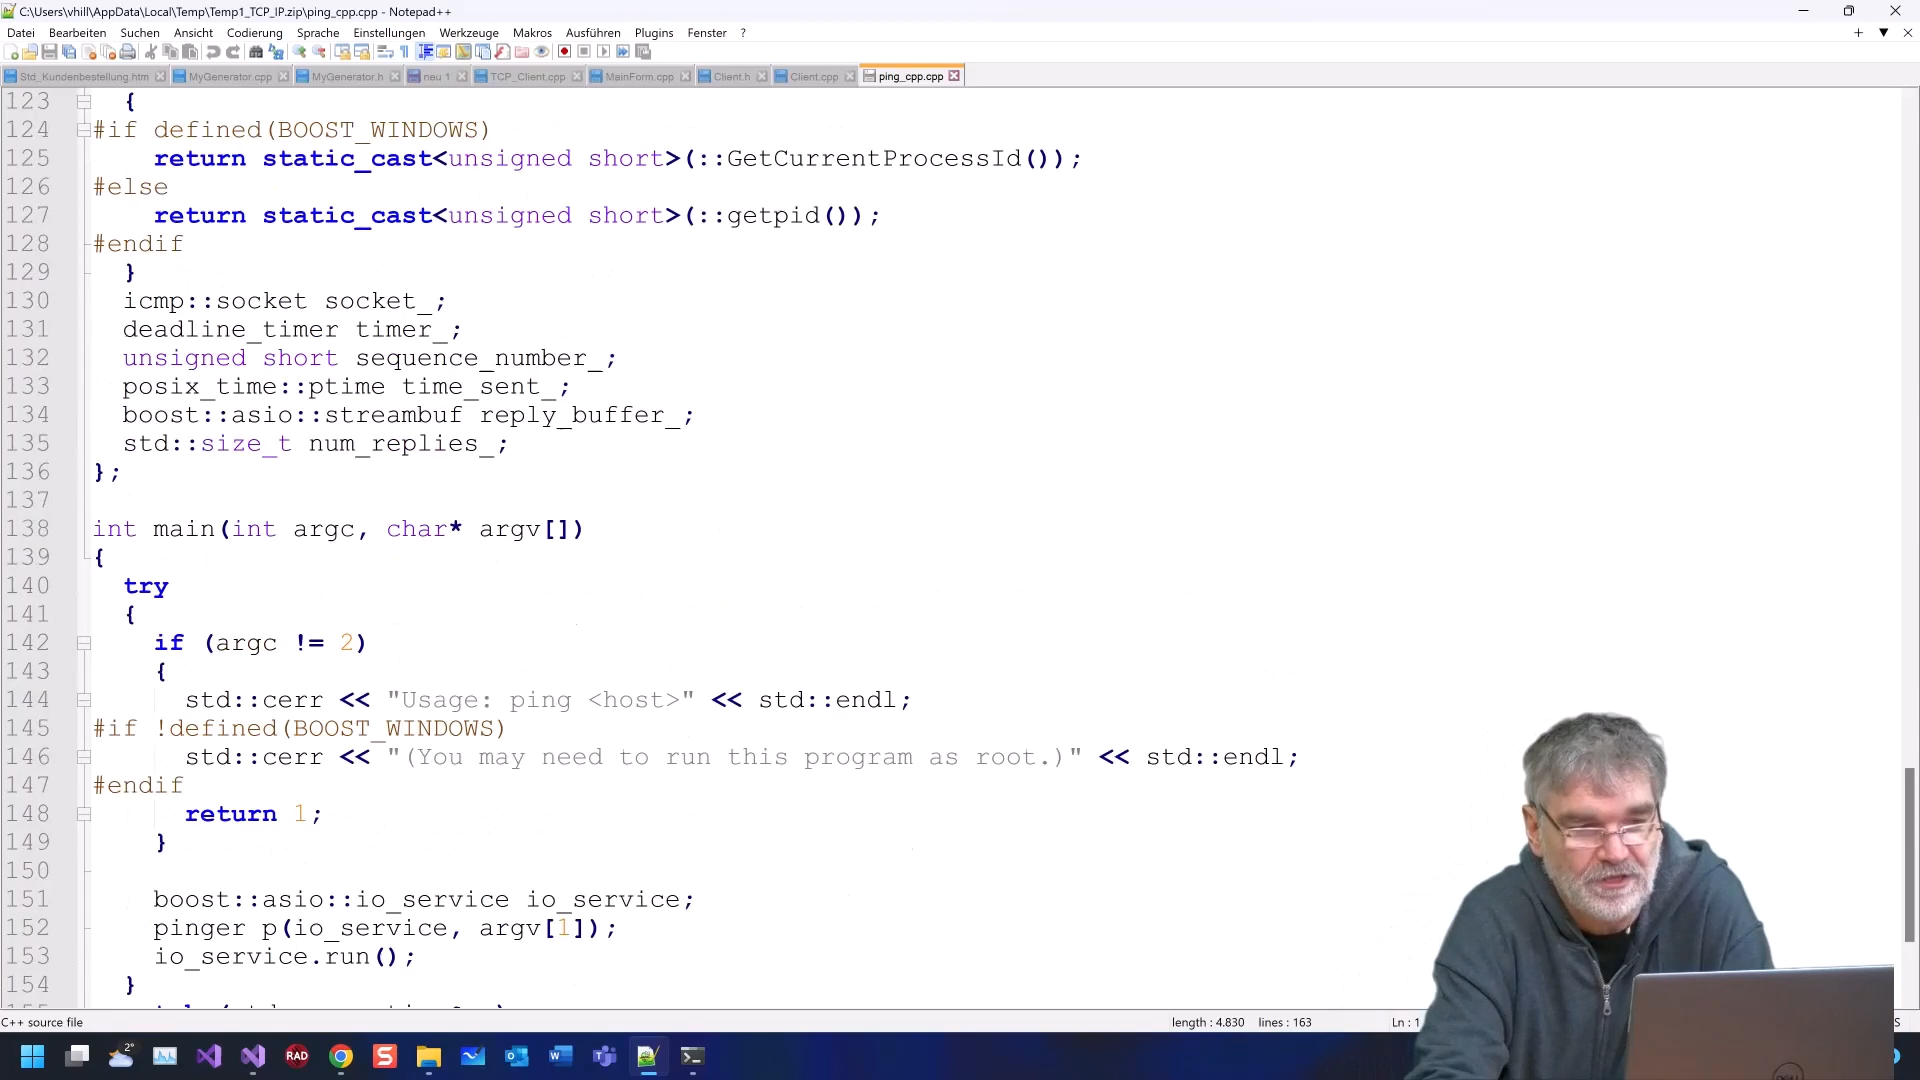 C:\Users\vhill\AppData\Local\Temp\Temp1_TCP_IP.zip\ping_cpp.cpp - Notepad++
Datei Bearbeiten Suchen Ansicht Codierung Sprache Einstellungen Werkzeuge Makros Ausführen Plugins Fenster ?
Std_Kundenbestellung.htm MyGenerator.cpp MyGenerator.h neu 1 TCP_Client.cpp MainForm.cpp Client.h Client.cpp ping_cpp.cpp
123 {
124 #if defined(BOOST_WINDOWS)
125 return static_cast<unsigned short>(::GetCurrentProcessId());
126 #else
127 return static_cast<unsigned short>(::getpid());
128 #endif
129 }
130 icmp::socket socket_;
131 deadline_timer timer_;
132 unsigned short sequence_number_;
133 posix_time::ptime time_sent_;
134 boost::asio::streambuf reply_buffer_;
135 std::size_t num_replies_;
136 };
137
138 int main(int argc, char* argv[])
139 {
140 try
141 {
142 if (argc != 2)
143 {
144 std::cerr << "Usage: ping <host>" << std::endl;
145 #if !defined(BOOST_WINDOWS)
146 std::cerr << "(You may need to run this program as root.)" << std::endl;
147 #endif
148 return 1;
149 }
150
151 boost::asio::io_service io_service;
152 pinger p(io_service, argv[1]);
153 io_service.run();
154 }
C++ source file length : 4.830 lines : 163 Ln : 1
2° RAD